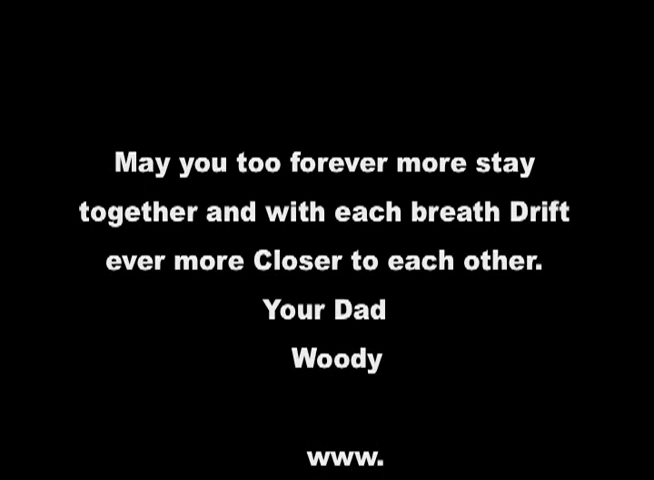 May you too forever more stay
together and with each breath Drift
ever more Closer to each other.
Your Dad
Woody
www.